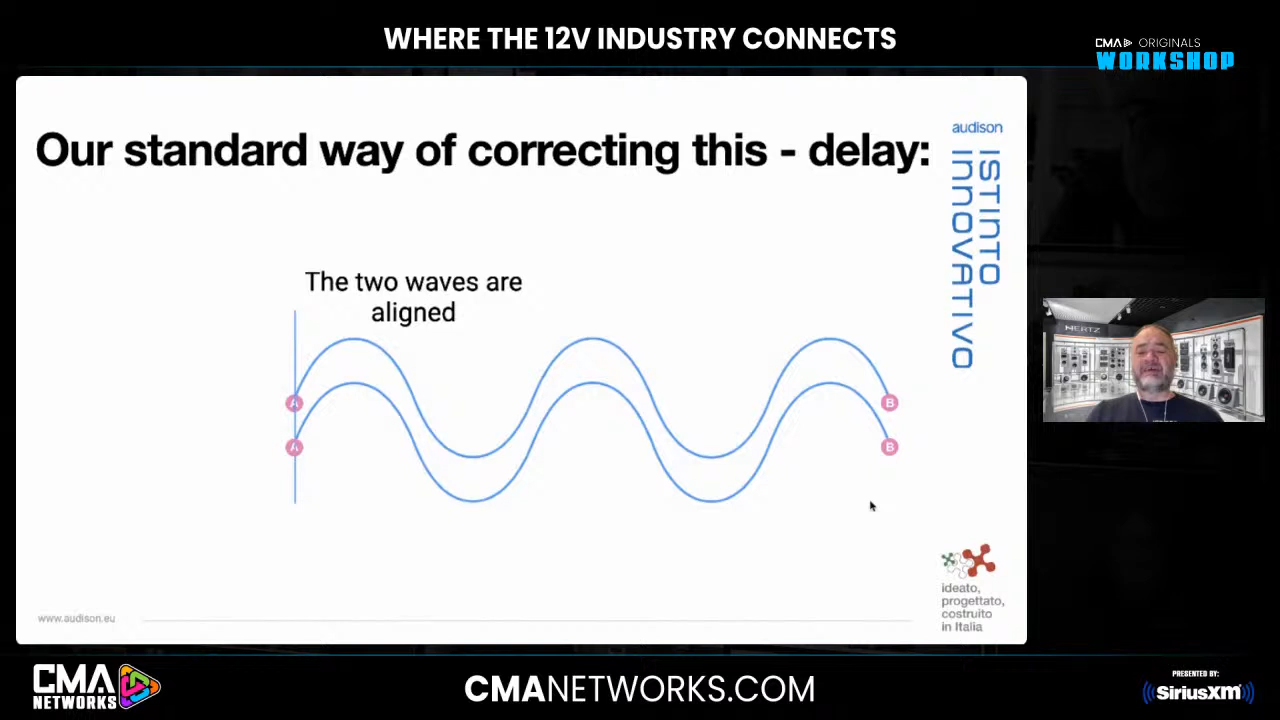 WHERE THE 12V INDUSTRY CONNECTS
CMA ORIGINALS
WORKSHOP
Our standard way of correcting this - delay:
audison
ISTINTO
INNOVATIVO
The two waves are
aligned
A
B
A
B
HERTZ
ideato,
progettato,
costruito
in Italia
www.audison.eu
CMA
NETWORKS
CMANETWORKS.COM
PRESENTED BY:
SiriusXM